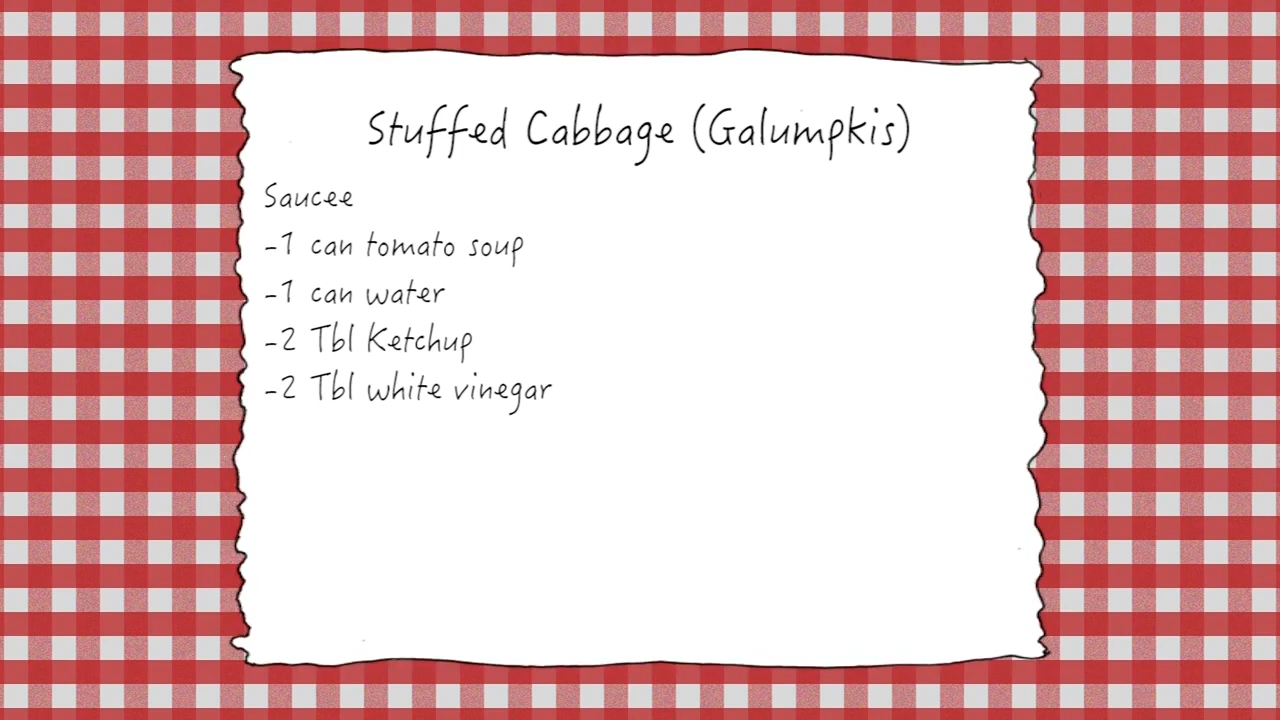 Stuffed Cabbage (Galumpkis)
Saucee
-1 can tomato soup
-1 can water
-2 Tbl Ketchup
-2 Tbl white vinegar